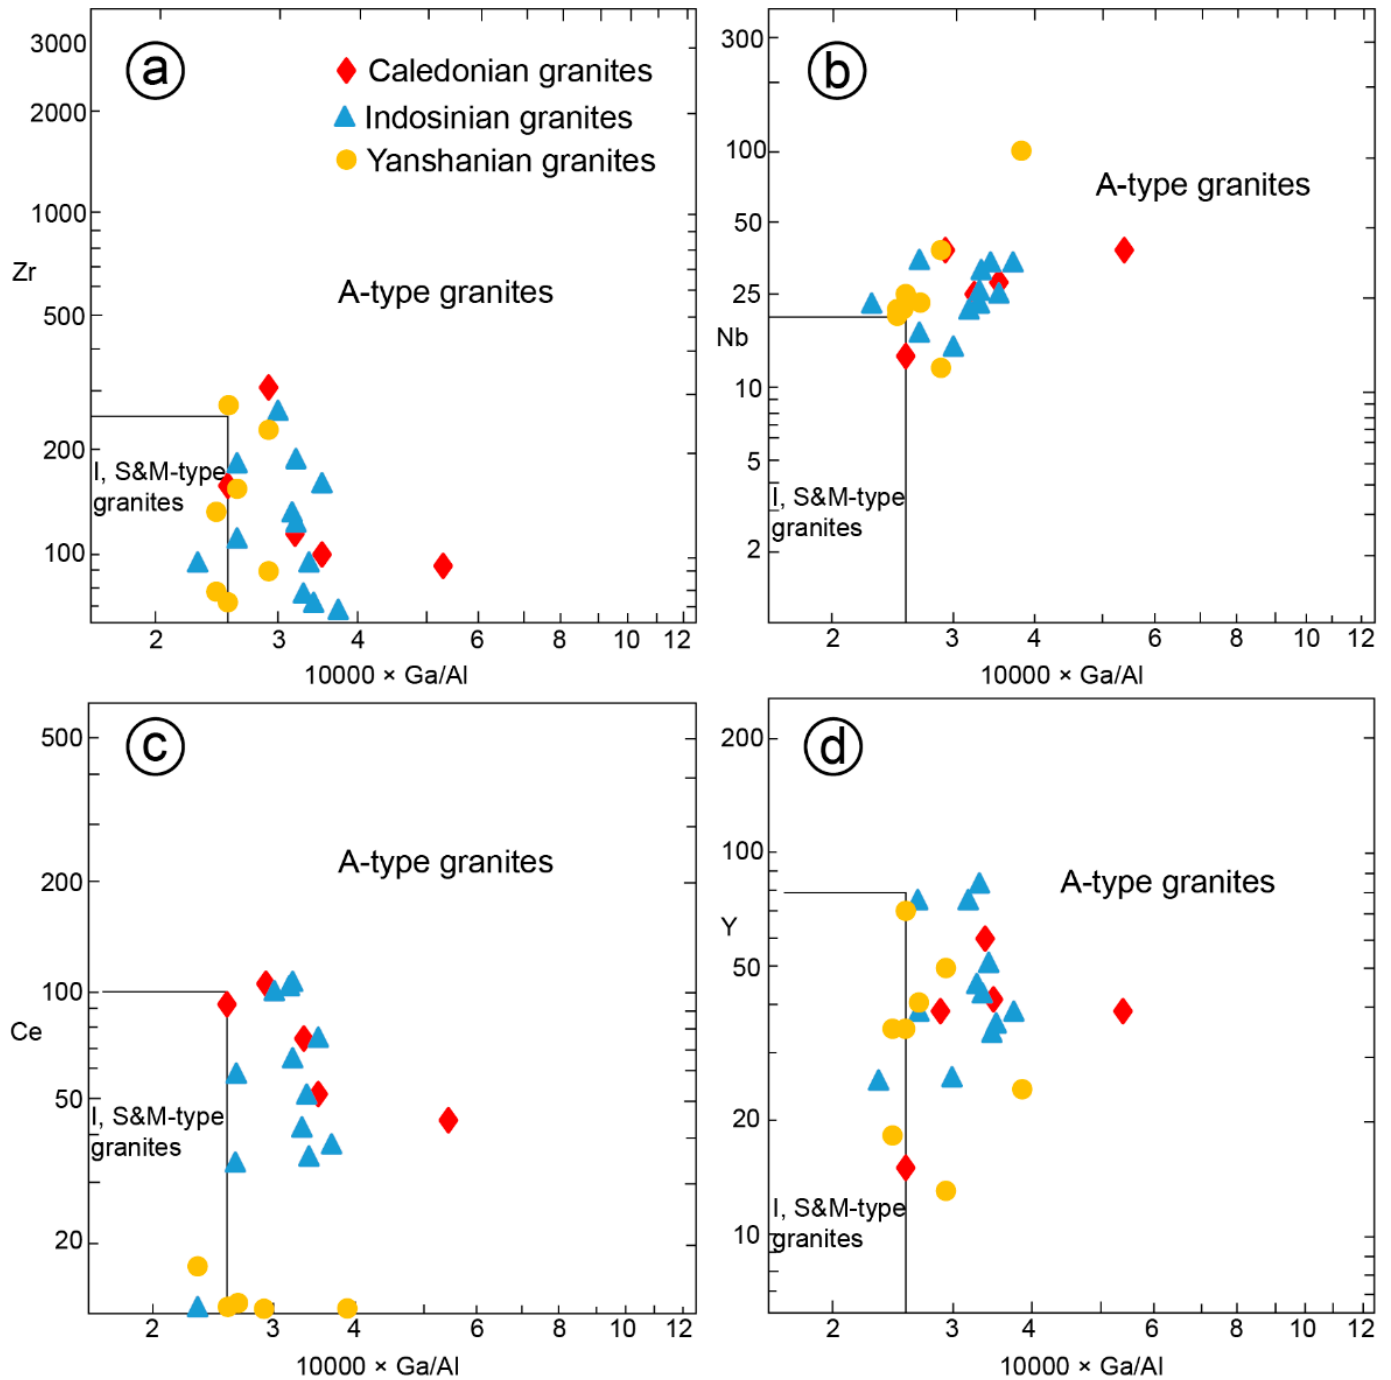 a
Caledonian granites
Indosinian granites
Yanshanian granites
3000
2000
1000
500
200
100
Zr
A-type granites
I, S&M-type
granites
2 3 4 6 8 10 12
10000 × Ga/Al
b
300
100
50
25
10
5
2
Nb
A-type granites
I, S&M-type
granites
2 3 4 6 8 10 12
10000 × Ga/Al
c
500
200
100
50
20
Ce
A-type granites
I, S&M-type
granites
2 3 4 6 8 10 12
10000 × Ga/Al
d
200
100
50
20
10
Y
A-type granites
I, S&M-type
granites
2 3 4 6 8 10 12
10000 × Ga/Al